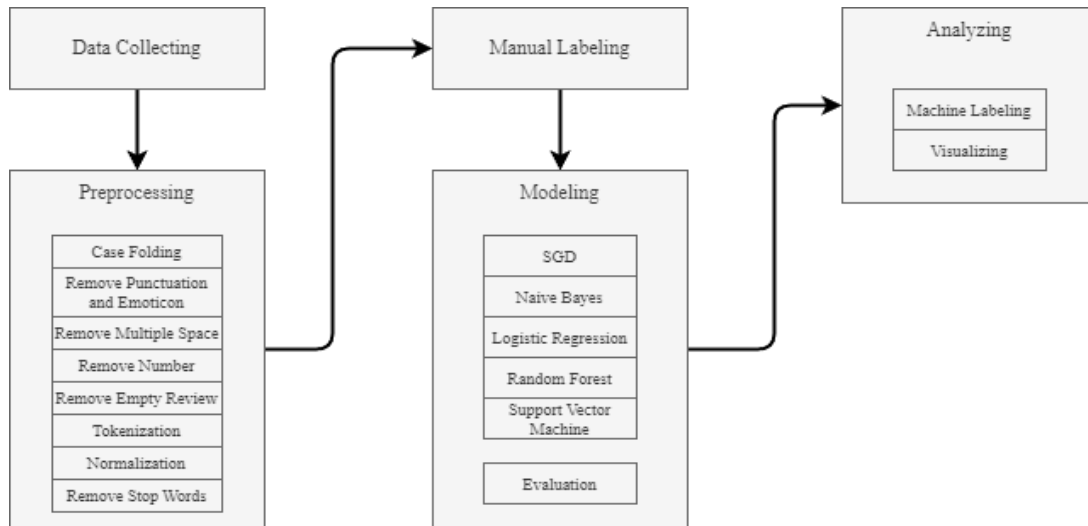 Data Collecting
Preprocessing
Case Folding
Remove Punctuation
and Emoticon
Remove Multiple Space
Remove Number
Remove Empty Review
Tokenization
Normalization
Remove Stop Words
Manual Labeling
Modeling
SGD
Naive Bayes
Logistic Regression
Random Forest
Support Vector
Machine
Evaluation
Analyzing
Machine Labeling
Visualizing